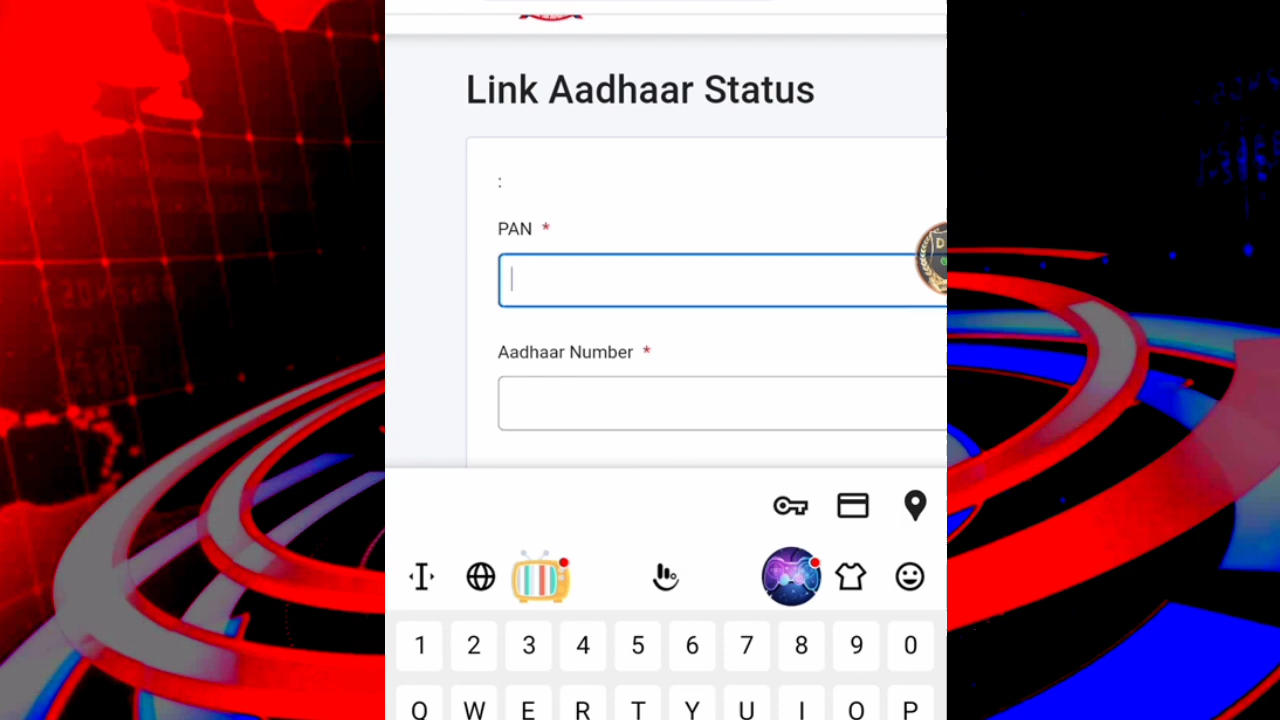 Link Aadhaar Status
:
PAN *
Aadhaar Number *
1 2 3 4 5 6 7 8 9 0
Q W E R T Y U I O P